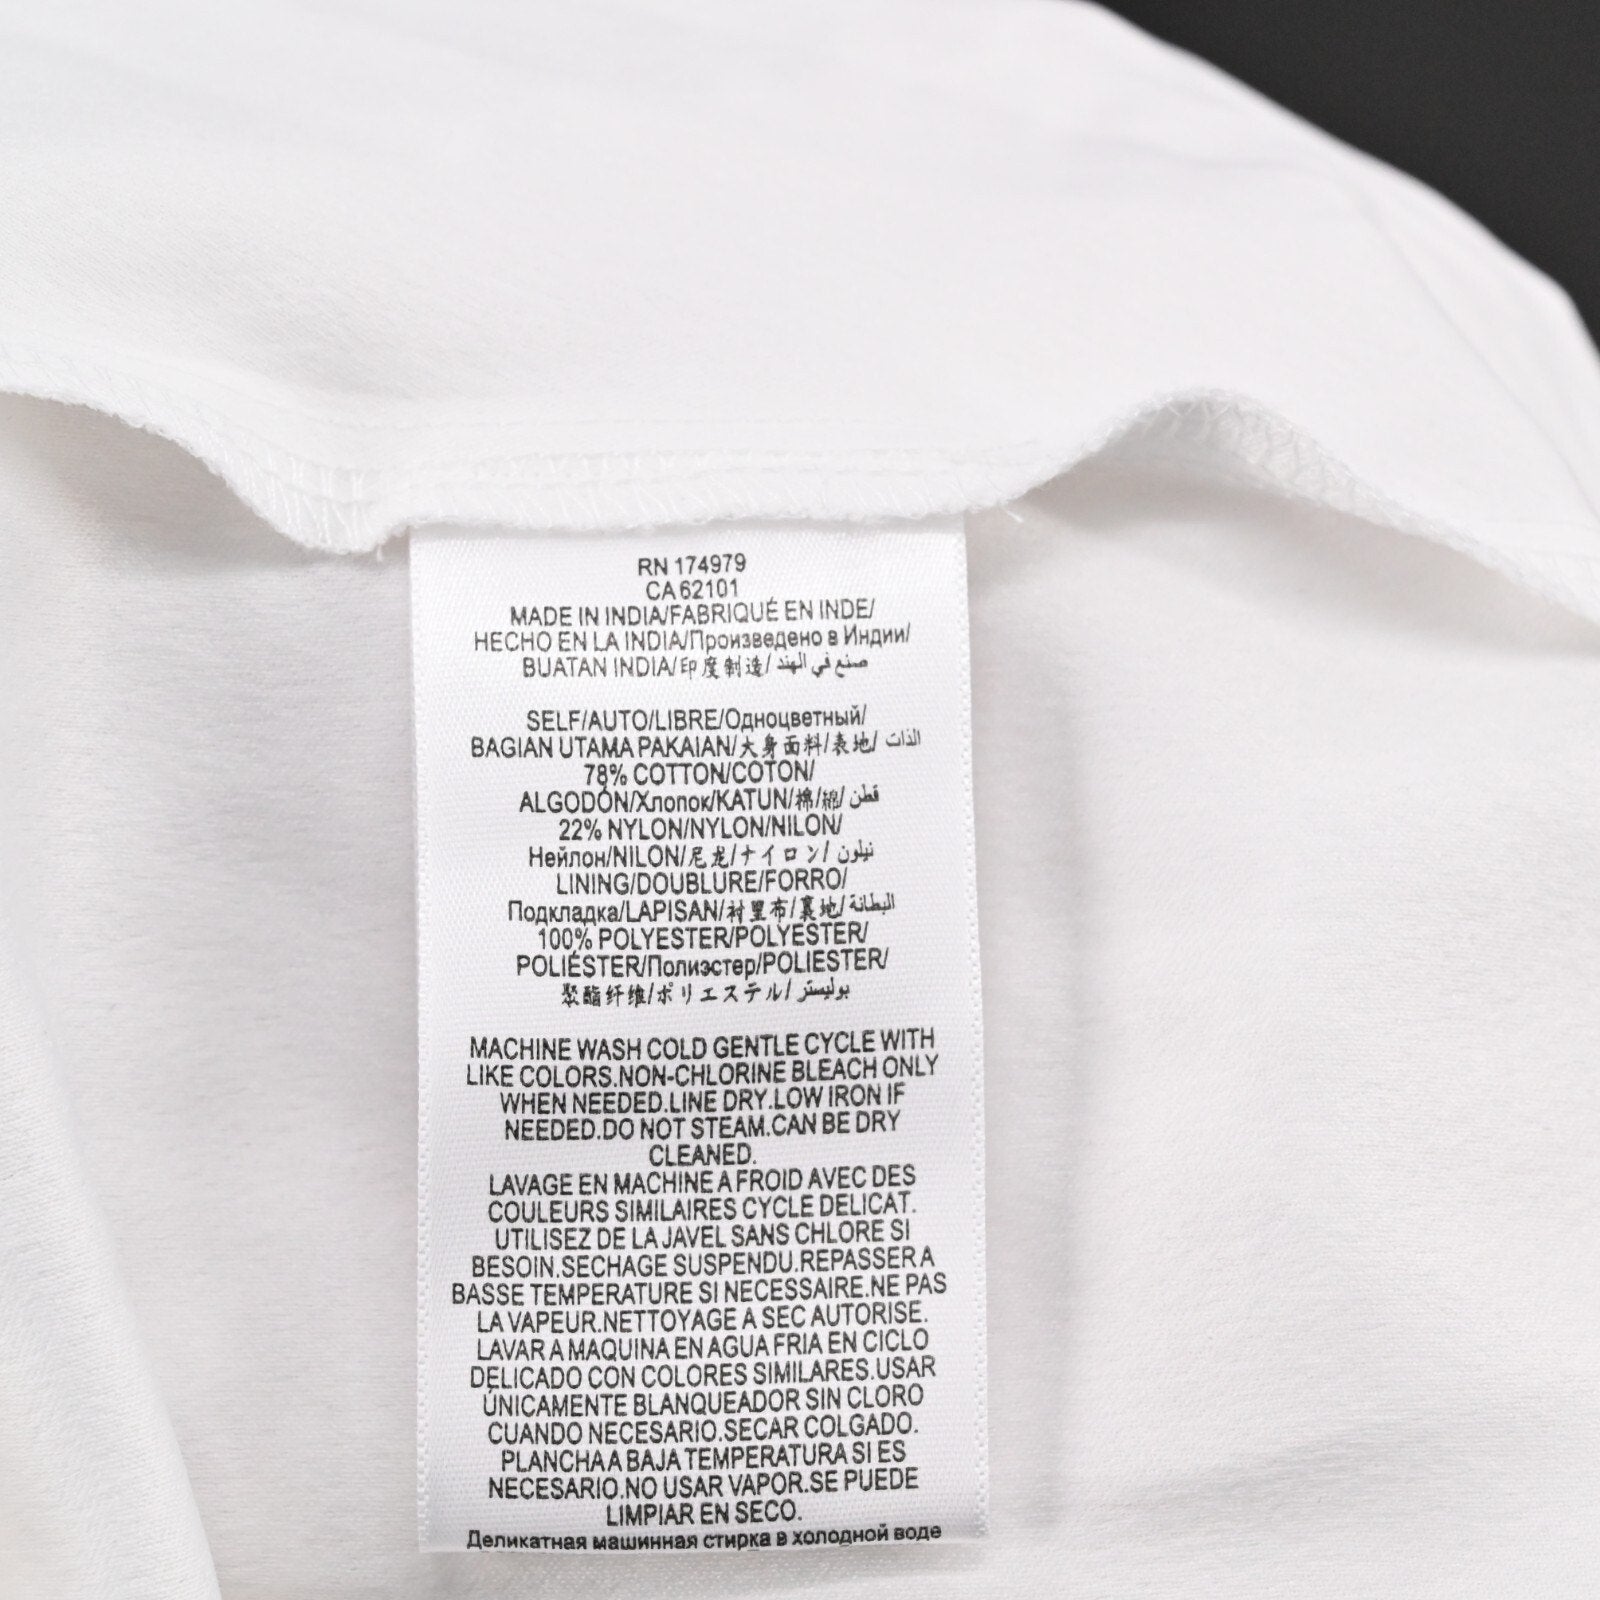 RN 174979
CA 62101
MADE IN INDIA/FABRIQUÉ EN INDE/
HECHO EN LA INDIA/Произведено в Индии/
BUATAN INDIA/印度制造/ صنع في الهند
SELF/AUTO/LIBRE/Одноцветный/
BAGIAN UTAMA PAKAIAN/大身面料/表地/ الذات
78% COTTON/COTON/
ALGODÓN/Хлопок/KATUN/棉/綿/ قطن
22% NYLON/NYLON/NILON/
Нейлон/NILON/尼龙/ナイロン/ نيلون
LINING/DOUBLURE/FORRO/
Подкладка/LAPISAN/衬里布/裏地/ البطانة
100% POLYESTER/POLYESTER/
POLIÉSTER/Полиэстер/POLIESTER/
聚酯纤维/ポリエステル/ بوليستر
MACHINE WASH COLD GENTLE CYCLE WITH
LIKE COLORS.NON-CHLORINE BLEACH ONLY
WHEN NEEDED.LINE DRY.LOW IRON IF
NEEDED.DO NOT STEAM.CAN BE DRY
CLEANED.
LAVAGE EN MACHINE A FROID AVEC DES
COULEURS SIMILAIRES CYCLE DELICAT.
UTILISEZ DE LA JAVEL SANS CHLORE SI
BESOIN.SECHAGE SUSPENDU.REPASSER A
BASSE TEMPERATURE SI NECESSAIRE.NE PAS
LA VAPEUR.NETTOYAGE A SEC AUTORISE.
LAVAR A MAQUINA EN AGUA FRIA EN CICLO
DELICADO CON COLORES SIMILARES.USAR
ÚNICAMENTE BLANQUEADOR SIN CLORO
CUANDO NECESARIO.SECAR COLGADO.
PLANCHA A BAJA TEMPERATURA SI ES
NECESARIO.NO USAR VAPOR.SE PUEDE
LIMPIAR EN SECO.
Деликатная машинная стирка в холодной воде